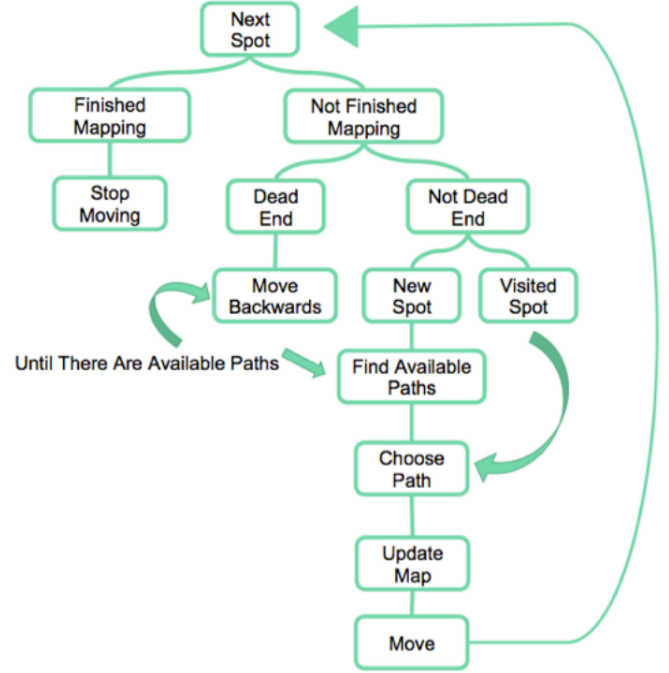 Next
Spot
Finished
Mapping
Not Finished
Mapping
Stop
Moving
Dead
End
Not Dead
End
Move
Backwards
New
Spot
Visited
Spot
Until There Are Available Paths
Find Available
Paths
Choose
Path
Update
Map
Move